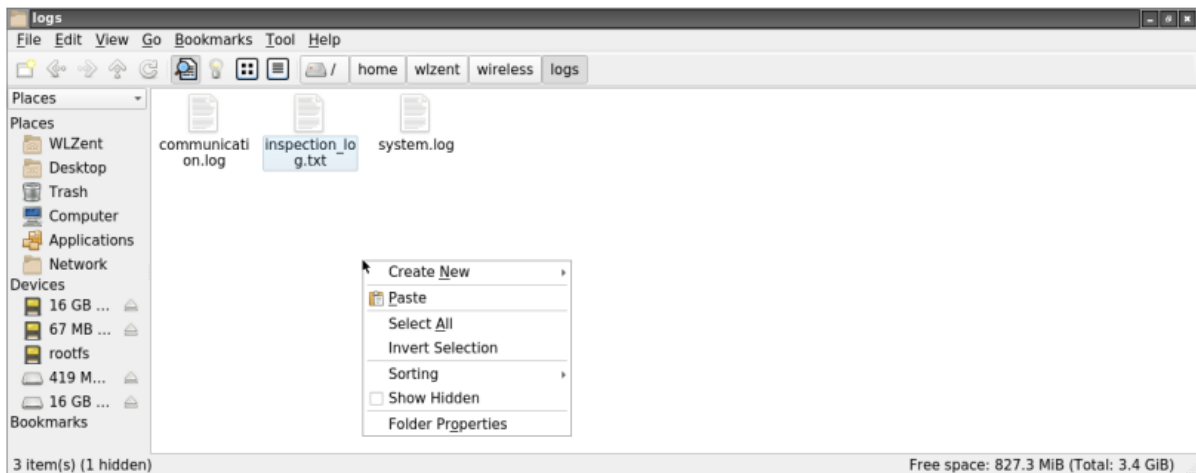 logs
File Edit View Go Bookmarks Tool Help
/ home wlzent wireless logs
Places
Places
WLZent
Desktop
Trash
Computer
Applications
Network
Devices
16 GB ...
67 MB ...
rootfs
419 M...
16 GB ...
Bookmarks
communicati
on.log
inspection_lo
g.txt
system.log
Create New
Paste
Select All
Invert Selection
Sorting
Show Hidden
Folder Properties
3 item(s) (1 hidden)
Free space: 827.3 MiB (Total: 3.4 GiB)